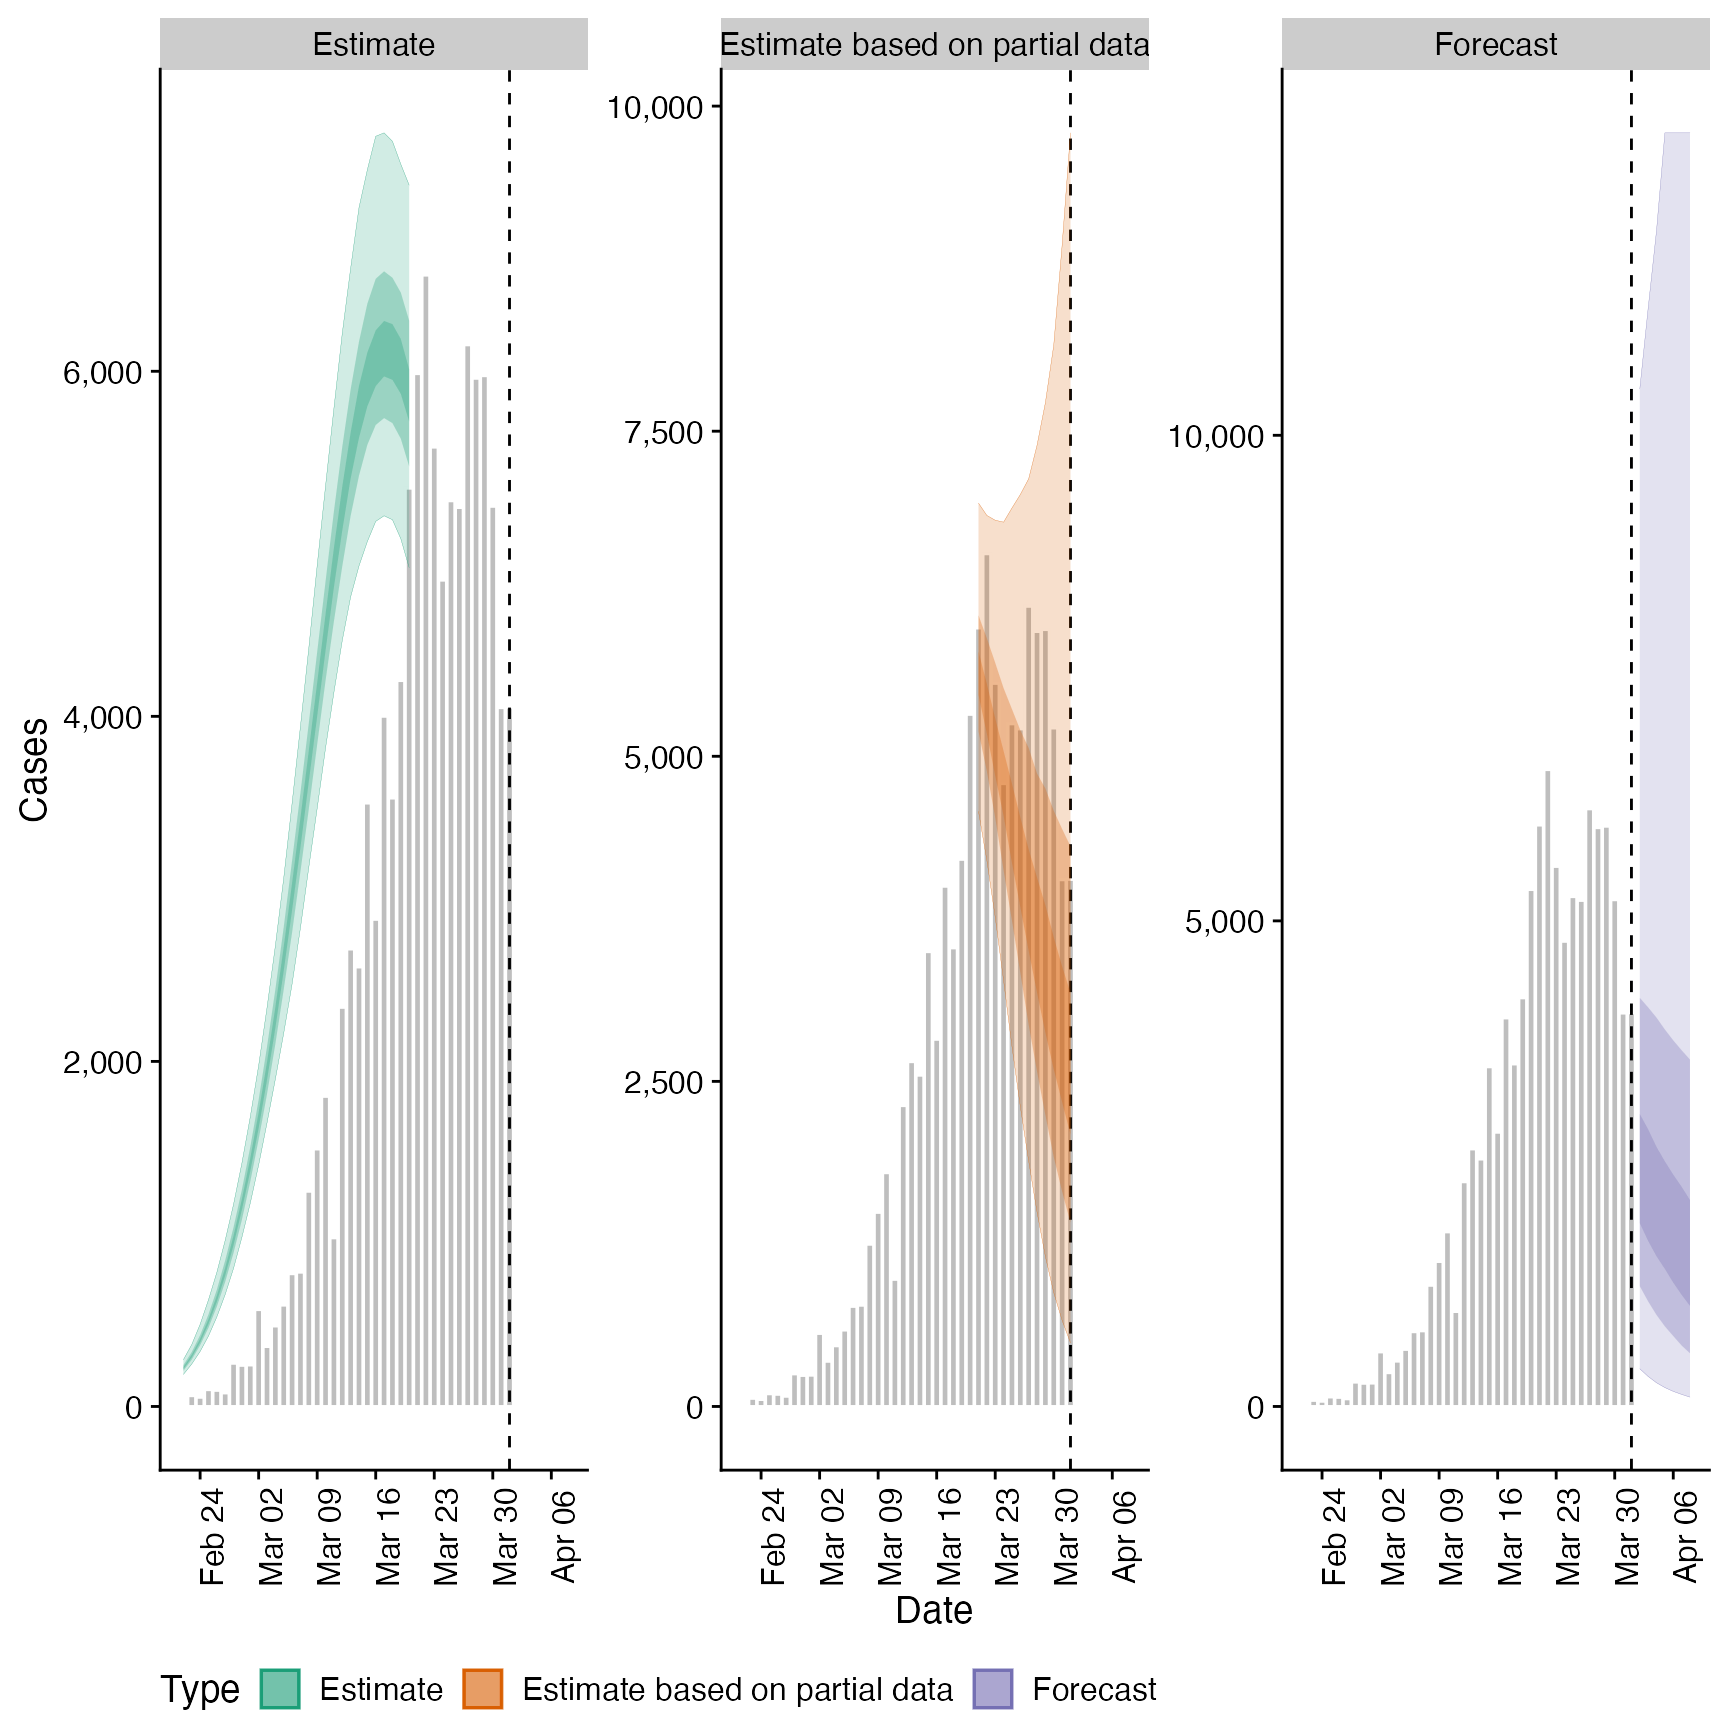 Estimate
Estimate based on partial data
Forecast
Cases
6,000
4,000
2,000
0
10,000
7,500
5,000
2,500
0
10,000
5,000
0
Feb 24
Mar 02
Mar 09
Mar 16
Mar 23
Mar 30
Apr 06
Feb 24
Mar 02
Mar 09
Mar 16
Mar 23
Mar 30
Apr 06
Feb 24
Mar 02
Mar 09
Mar 16
Mar 23
Mar 30
Apr 06
Date
Type Estimate Estimate based on partial data Forecast